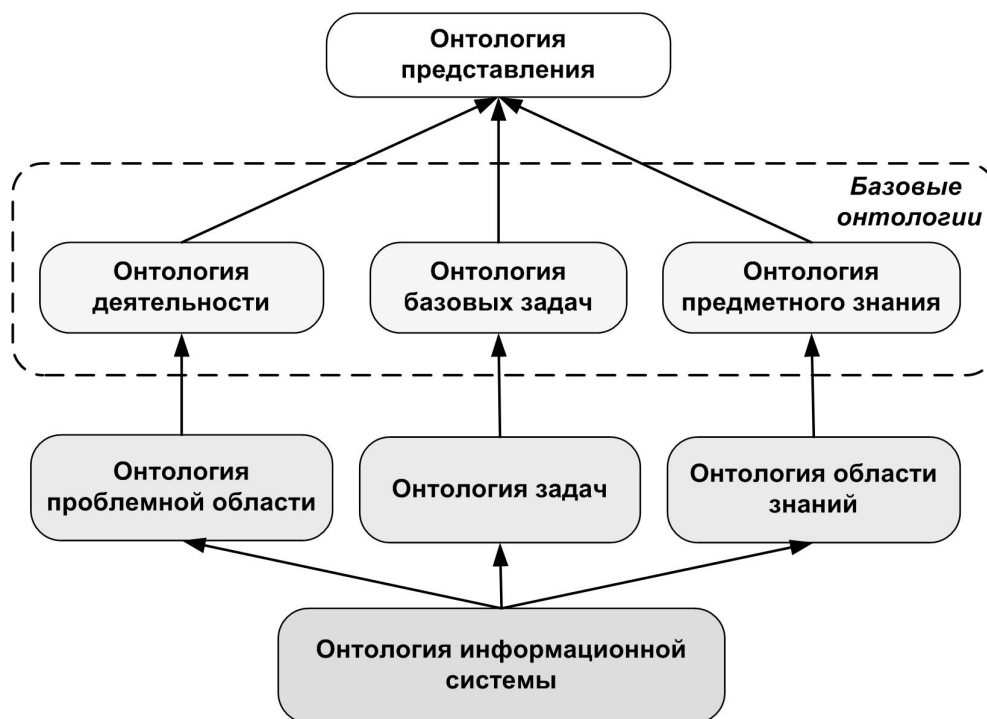 Онтология
представления
Базовые
онтологии
Онтология
деятельности
Онтология
базовых задач
Онтология
предметного знания
Онтология
проблемной области
Онтология задач
Онтология области
знаний
Онтология информационной
системы